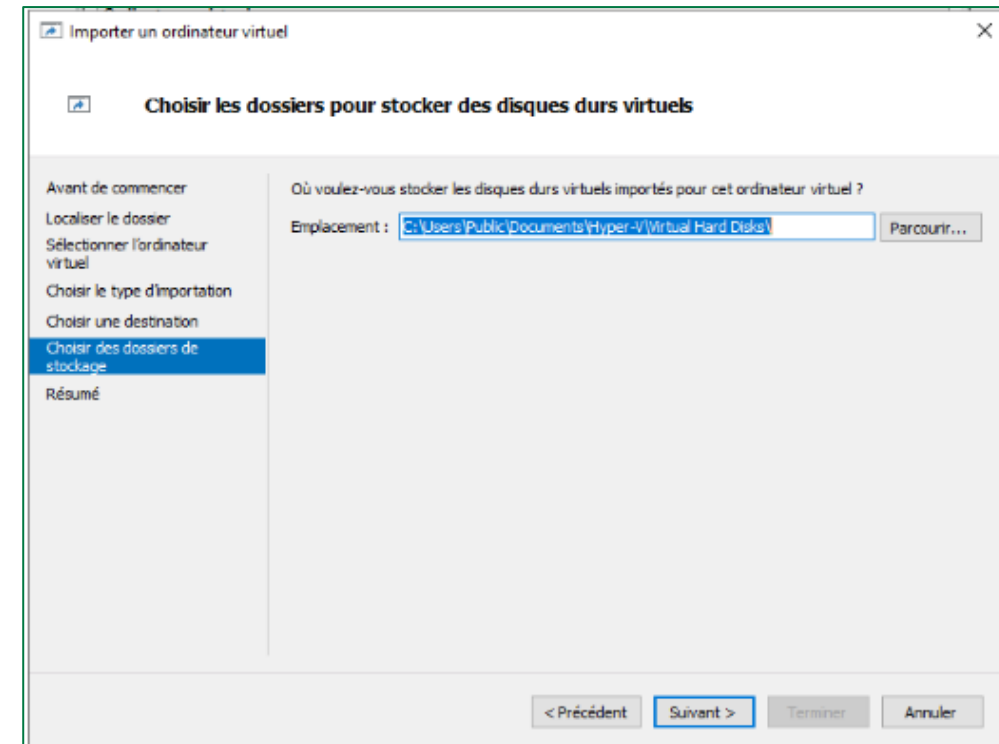 Importer un ordinateur virtuel
Choisir les dossiers pour stocker des disques durs virtuels
Avant de commencer
Localiser le dossier
Sélectionner l'ordinateur
virtuel
Choisir le type d'importation
Choisir une destination
Choisir des dossiers de
stockage
Résumé
Où voulez-vous stocker les disques durs virtuels importés pour cet ordinateur virtuel ?
Emplacement : C:\Users\Public\Documents\Hyper-V\Virtual Hard Disks\ Parcourir...
< Précédent Suivant > Terminer Annuler